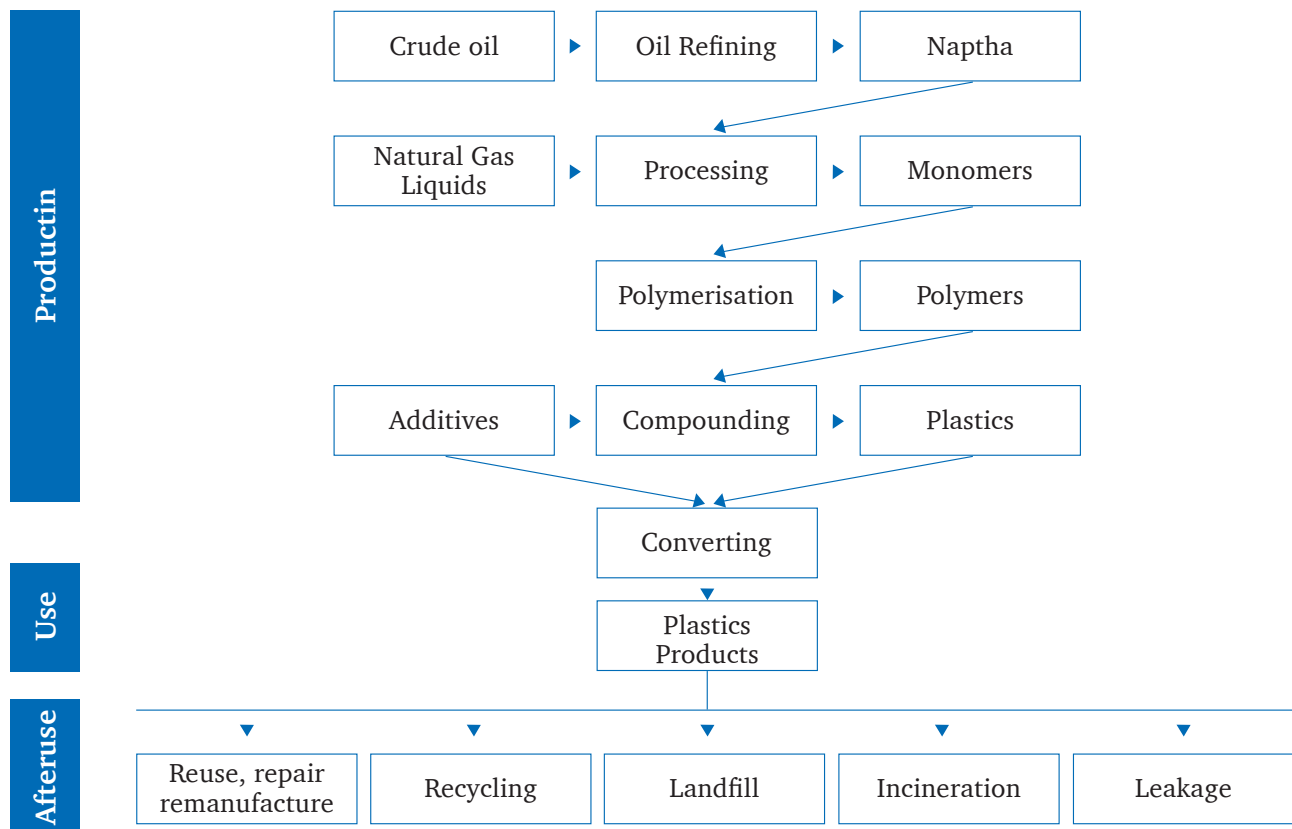 Productin
Crude oil
Oil Refining
Naptha
Natural Gas
Liquids
Processing
Monomers
Polymerisation
Polymers
Additives
Compounding
Plastics
Converting
Use
Plastics
Products
Afteruse
Reuse, repair
remanufacture
Recycling
Landfill
Incineration
Leakage